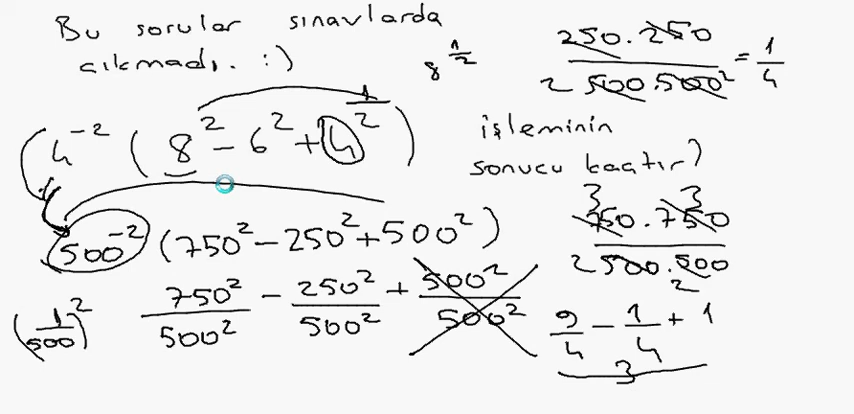 Bu sorular sınavlarda
çıkmadı. :)
8^(1/2)
250.250 / 2 500.500 2 = 1/4
4^-2 (8^2 - 6^2 + 4^2) 1
işleminin
sonucu kaçtır?
500^-2 (750^2 - 250^2 + 500^2)
3 3
750.750 / 2 500.500 2
(1/500)^2 750^2/500^2 - 250^2/500^2 + 500^2/500^2
9/4 - 1/4 + 1
3